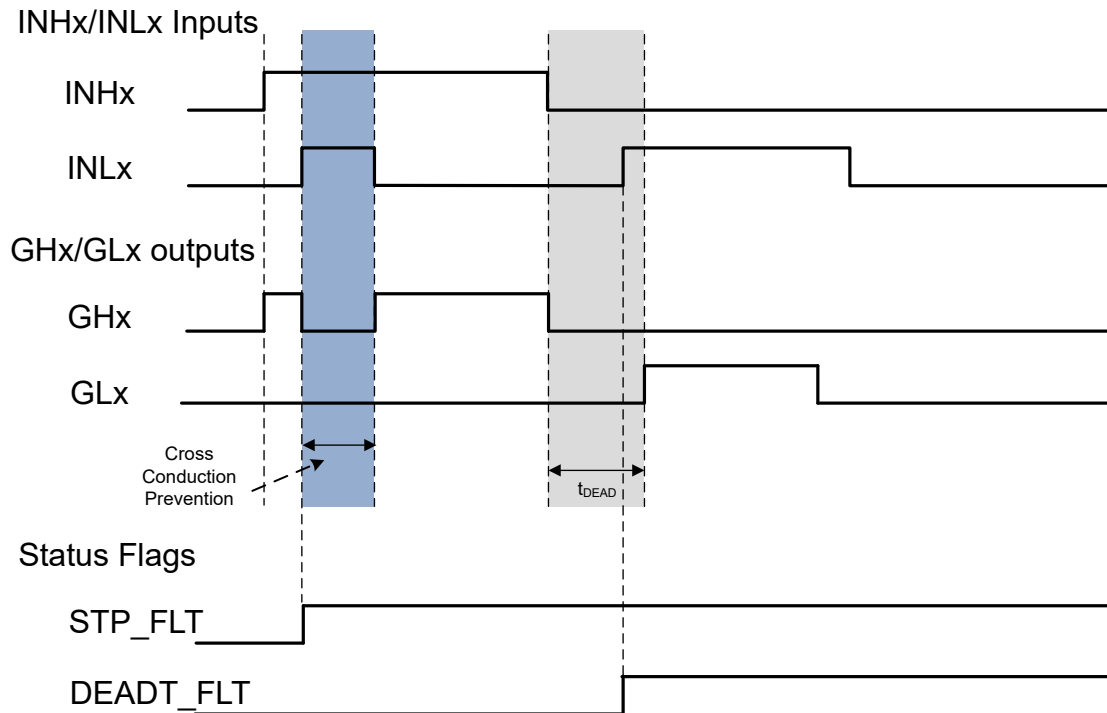 INHx/INLx Inputs
INHx
INLx
GHx/GLx outputs
GHx
GLx
Cross
Conduction
Prevention
tDEAD
Status Flags
STP_FLT
DEADT_FLT